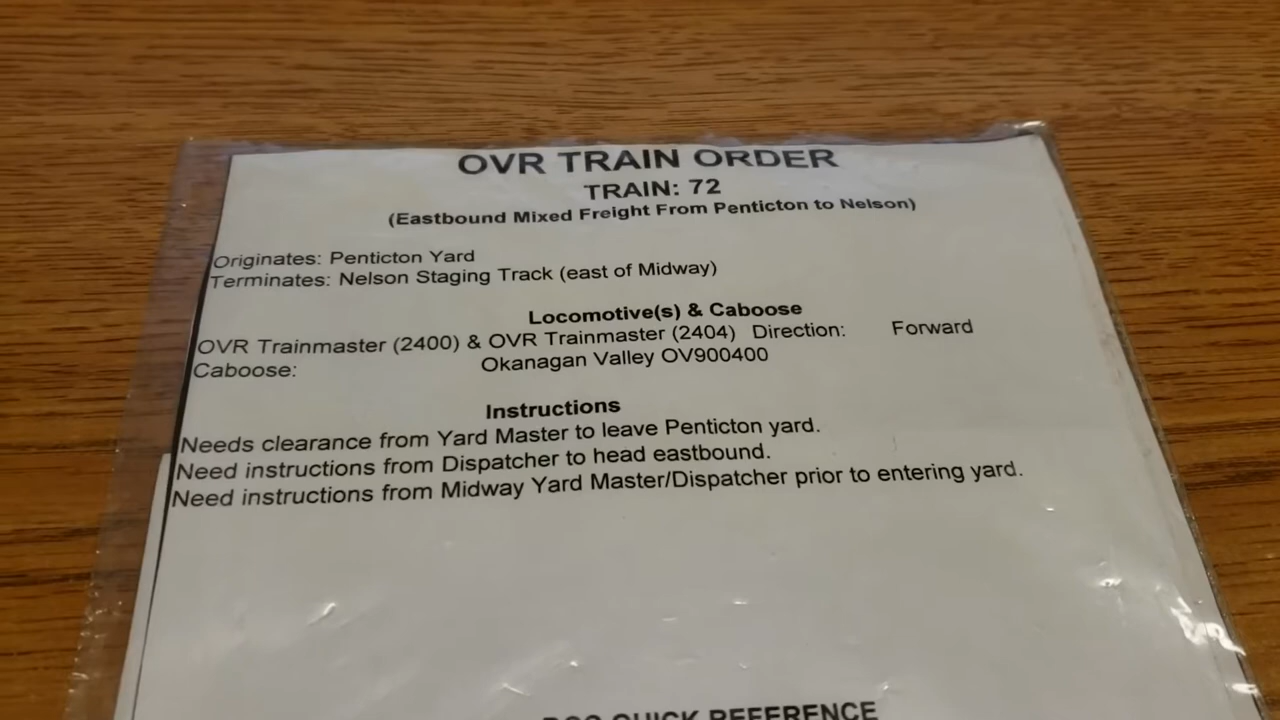 OVR TRAIN ORDER
TRAIN: 72
(Eastbound Mixed Freight From Penticton to Nelson)
Originates: Penticton Yard
Terminates: Nelson Staging Track (east of Midway)
Locomotive(s) & Caboose
OVR Trainmaster (2400) & OVR Trainmaster (2404) Direction: Forward
Caboose: Okanagan Valley OV900400
Instructions
Needs clearance from Yard Master to leave Penticton yard.
Need instructions from Dispatcher to head eastbound.
Need instructions from Midway Yard Master/Dispatcher prior to entering yard.
QUICK REFERENCE